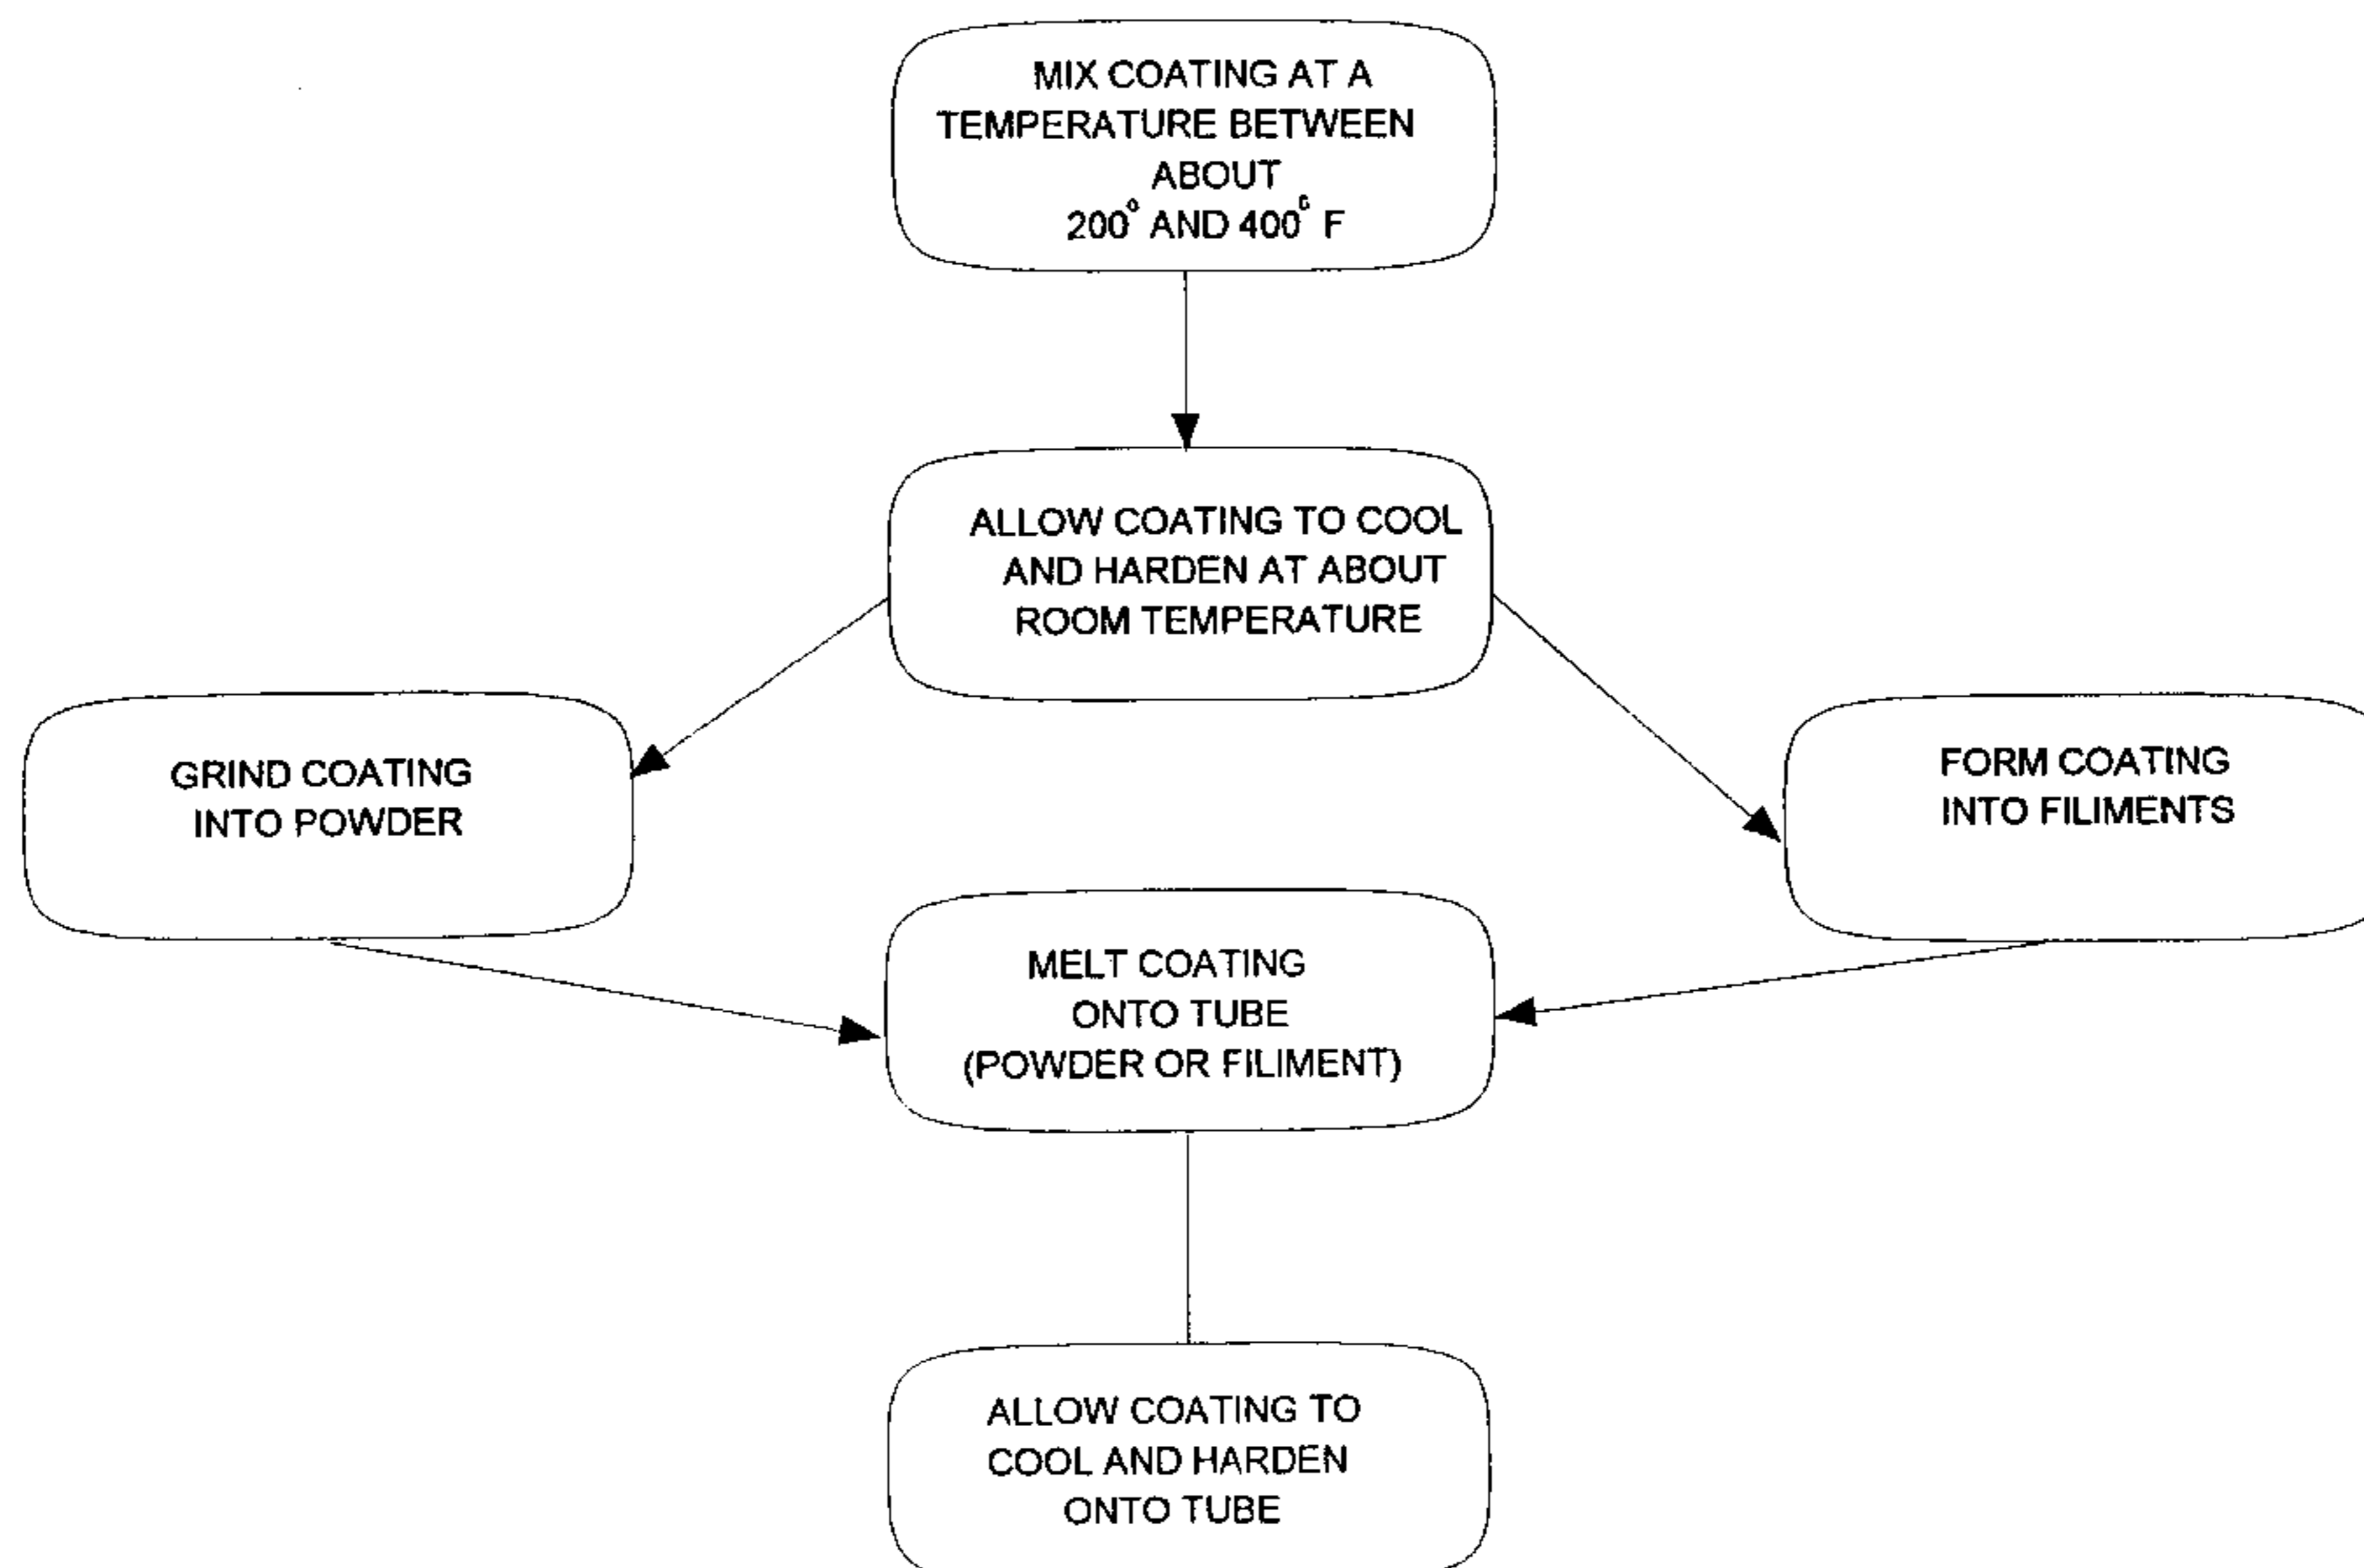 MIX COATING AT A
TEMPERATURE BETWEEN
ABOUT
200° AND 400° F
ALLOW COATING TO COOL
AND HARDEN AT ABOUT
ROOM TEMPERATURE
GRIND COATING
INTO POWDER
FORM COATING
INTO FILIMENTS
MELT COATING
ONTO TUBE
(POWDER OR FILIMENT)
ALLOW COATING TO
COOL AND HARDEN
ONTO TUBE